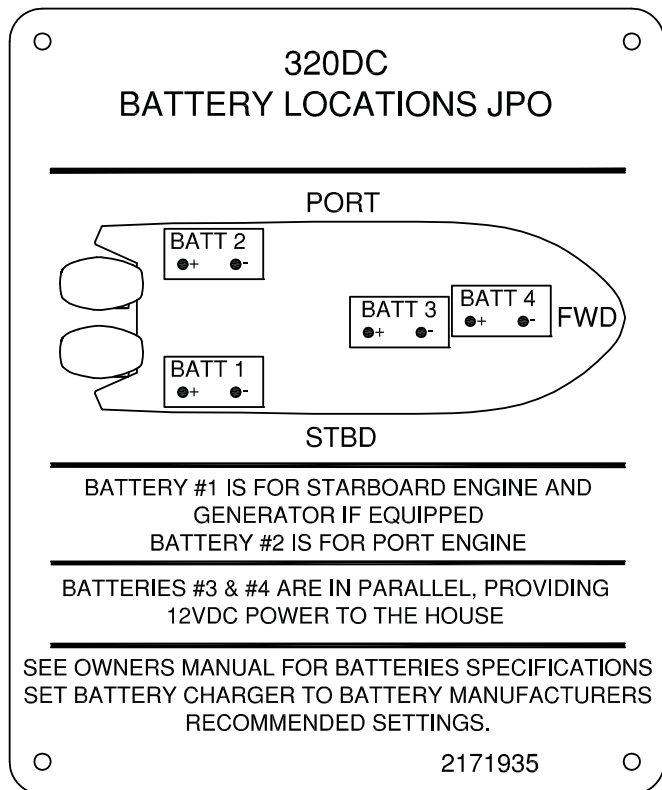 320DC
BATTERY LOCATIONS JPO
PORT
BATT 2
+ -
BATT 3
+ -
BATT 4
+ -
FWD
BATT 1
+ -
STBD
BATTERY #1 IS FOR STARBOARD ENGINE AND
GENERATOR IF EQUIPPED
BATTERY #2 IS FOR PORT ENGINE
BATTERIES #3 & #4 ARE IN PARALLEL, PROVIDING
12VDC POWER TO THE HOUSE
SEE OWNERS MANUAL FOR BATTERIES SPECIFICATIONS
SET BATTERY CHARGER TO BATTERY MANUFACTURERS
RECOMMENDED SETTINGS.
2171935